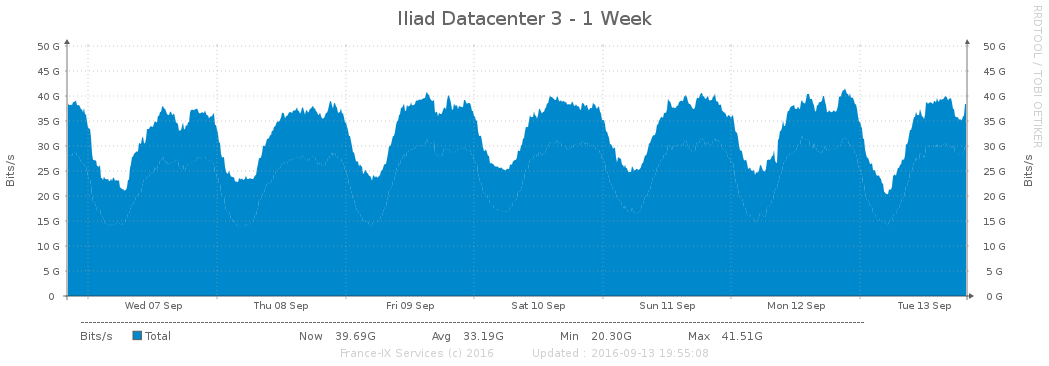 Iliad Datacenter 3 - 1 Week
RRDTOOL / TOBI OETIKER
50 G 50 G
45 G 45 G
40 G 40 G
35 G 35 G
30 G 30 G
25 G 25 G
20 G 20 G
15 G 15 G
10 G 10 G
5 G 5 G
0 0 G
Bits/s
Bits/s
Wed 07 Sep Thu 08 Sep Fri 09 Sep Sat 10 Sep Sun 11 Sep Mon 12 Sep Tue 13 Sep
Bits/s Total Now 39.69G Avg 33.19G Min 20.30G Max 41.51G
France-IX Services (c) 2016 Updated : 2016-09-13 19:55:08